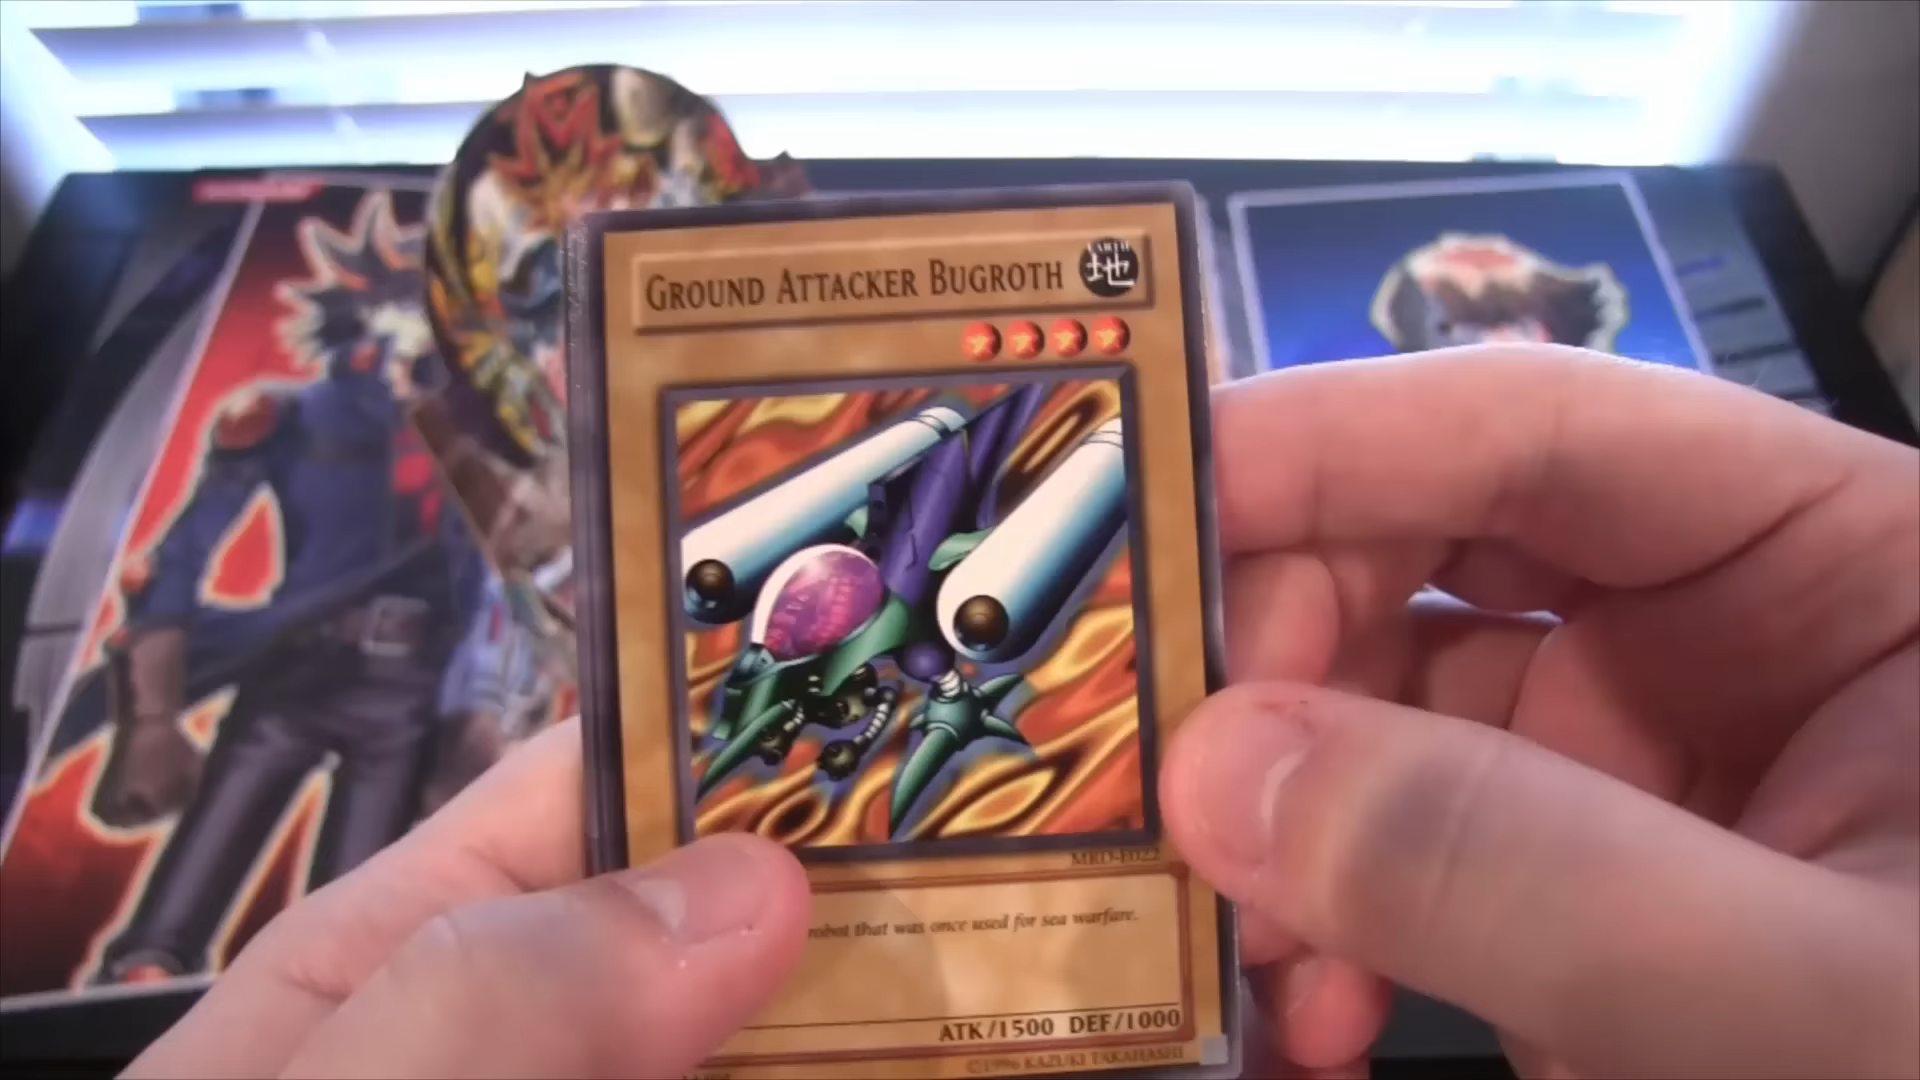 GROUND ATTACKER BUGROTH
EARTH
地
MRD-E022
robot that was once used for sea warfare.
ATK/1500 DEF/1000
©1996 KAZUKI TAKAHASHI